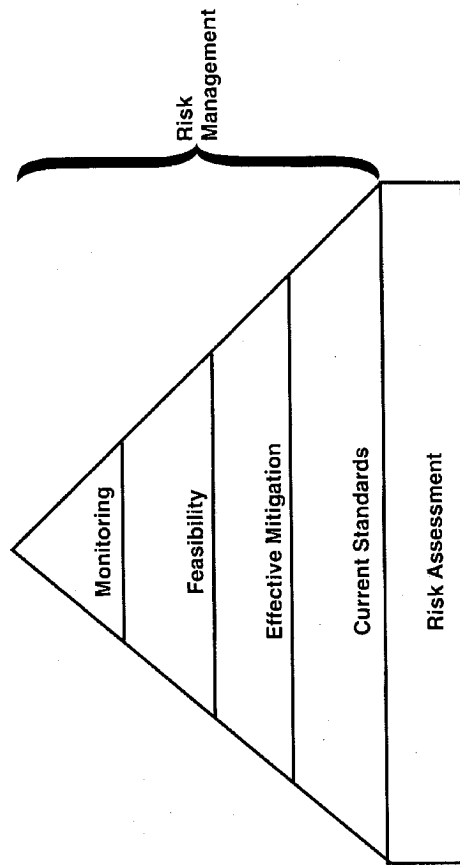 Risk
Management
Monitoring
Feasibility
Effective Mitigation
Current Standards
Risk Assessment